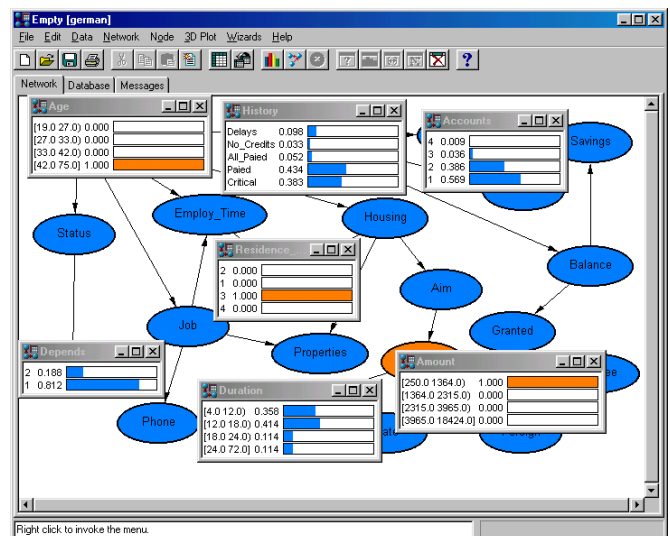 Empty [german]
File Edit Data Network Node 3D Plot Wizards Help
Network Database Messages
Age
[19.0 27.0) 0.000
[27.0 33.0) 0.000
[33.0 42.0) 0.000
[42.0 75.0] 1.000
History
Delays 0.098
No_Credits 0.033
All_Paied 0.052
Paied 0.434
Critical 0.383
Accounts
4 0.009
3 0.036
2 0.386
1 0.569
Savings
Status
Employ_Time
Housing
Residence_
2 0.000
1 0.000
3 1.000
4 0.000
Balance
Aim
Job
Granted
Properties
Depends
2 0.188
1 0.812
Amount
[250.0 1364.0) 1.000
[1364.0 2315.0) 0.000
[2315.0 3965.0) 0.000
[3965.0 18424.0] 0.000
ee
Duration
[4.0 12.0) 0.358
[12.0 18.0) 0.414
[18.0 24.0) 0.114
[24.0 72.0] 0.114
Phone
ate
Right click to invoke the menu.